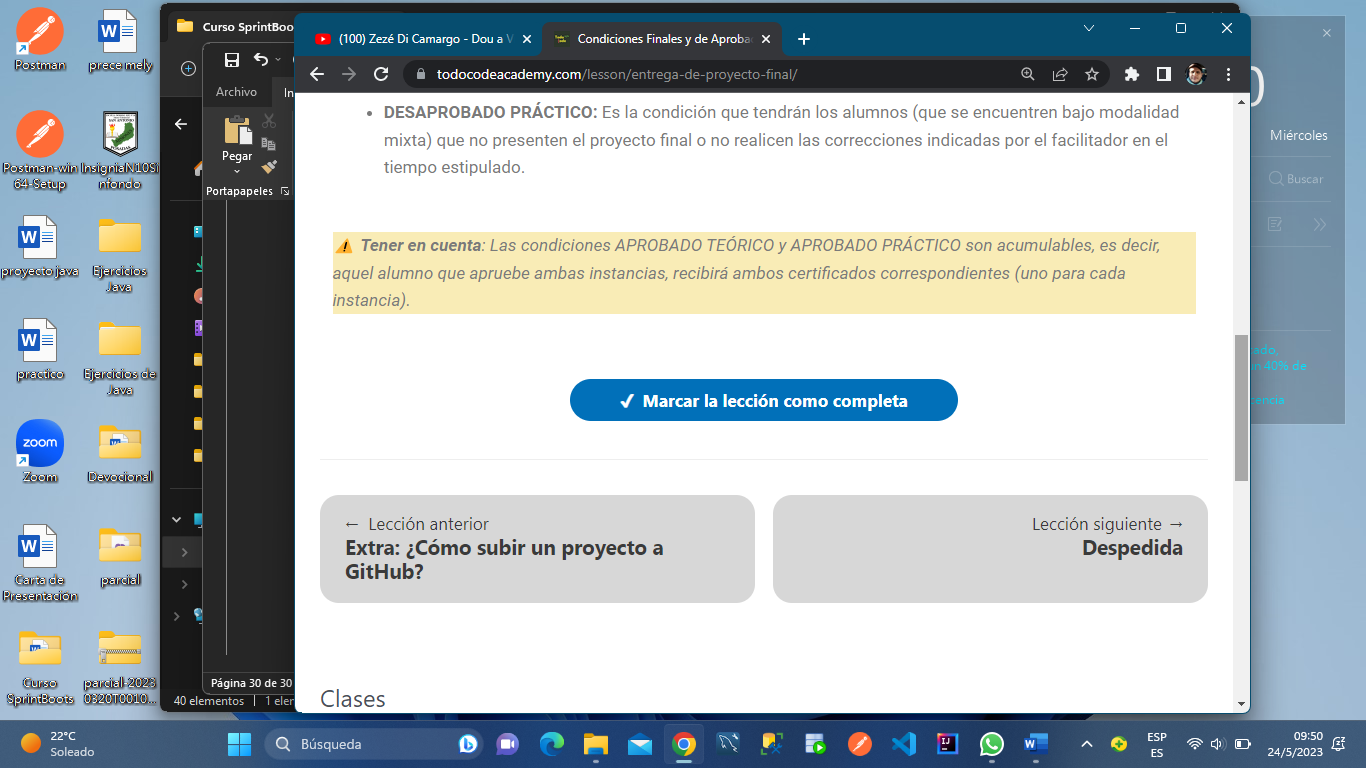 Postman
prece mely
Postman-win
64-Setup
InsigniaN10Si
nfondo
proyecto java
Ejercicios
Java
practico
Ejercicios de
Java
zoom
Zoom
Devocional
Carta de
Presentacion
parcial
Curso
SprintBoots
parcial-2023
0320T0010...
Curso SprintBoo
Archivo
Pegar
Portapapeles
Página 30 de 30
40 elementos
(100) Zezé Di Camargo - Dou a V
Condiciones Finales y de Aproba
todocodeacademy.com/lesson/entrega-de-proyecto-final/
• DESAPROBADO PRÁCTICO: Es la condición que tendrán los alumnos (que se encuentren bajo modalidad
mixta) que no presenten el proyecto final o no realicen las correcciones indicadas por el facilitador en el
tiempo estipulado.
⚠ Tener en cuenta: Las condiciones APROBADO TEÓRICO y APROBADO PRÁCTICO son acumulables, es decir,
aquel alumno que apruebe ambas instancias, recibirá ambos certificados correspondientes (uno para cada
instancia).
✔ Marcar la lección como completa
← Lección anterior
Extra: ¿Cómo subir un proyecto a
GitHub?
Lección siguiente →
Despedida
Clases
Miércoles
Buscar
40% de
22°C
Soleado
Búsqueda
ESP
ES
09:50
24/5/2023